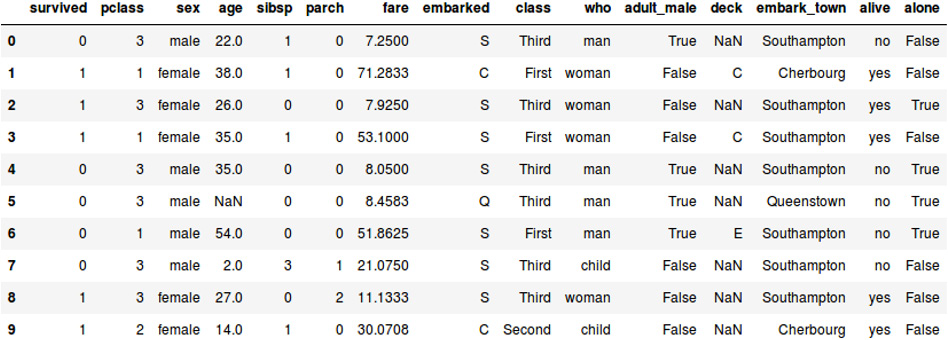 survived pclass sex age sibsp parch fare embarked class who adult_male deck embark_town alive alone
0 0 3 male 22.0 1 0 7.2500 S Third man True NaN Southampton no False
1 1 1 female 38.0 1 0 71.2833 C First woman False C Cherbourg yes False
2 1 3 female 26.0 0 0 7.9250 S Third woman False NaN Southampton yes True
3 1 1 female 35.0 1 0 53.1000 S First woman False C Southampton yes False
4 0 3 male 35.0 0 0 8.0500 S Third man True NaN Southampton no True
5 0 3 male NaN 0 0 8.4583 Q Third man True NaN Queenstown no True
6 0 1 male 54.0 0 0 51.8625 S First man True E Southampton no True
7 0 3 male 2.0 3 1 21.0750 S Third child False NaN Southampton no False
8 1 3 female 27.0 0 2 11.1333 S Third woman False NaN Southampton yes False
9 1 2 female 14.0 1 0 30.0708 C Second child False NaN Cherbourg yes False